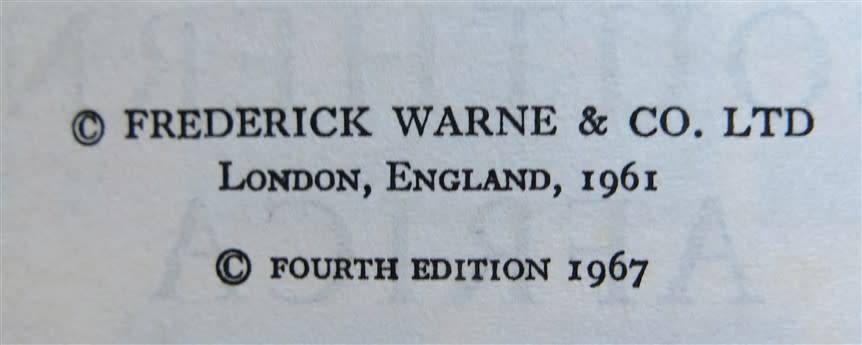 © FREDERICK WARNE & CO. LTD
LONDON, ENGLAND, 1961
© FOURTH EDITION 1967